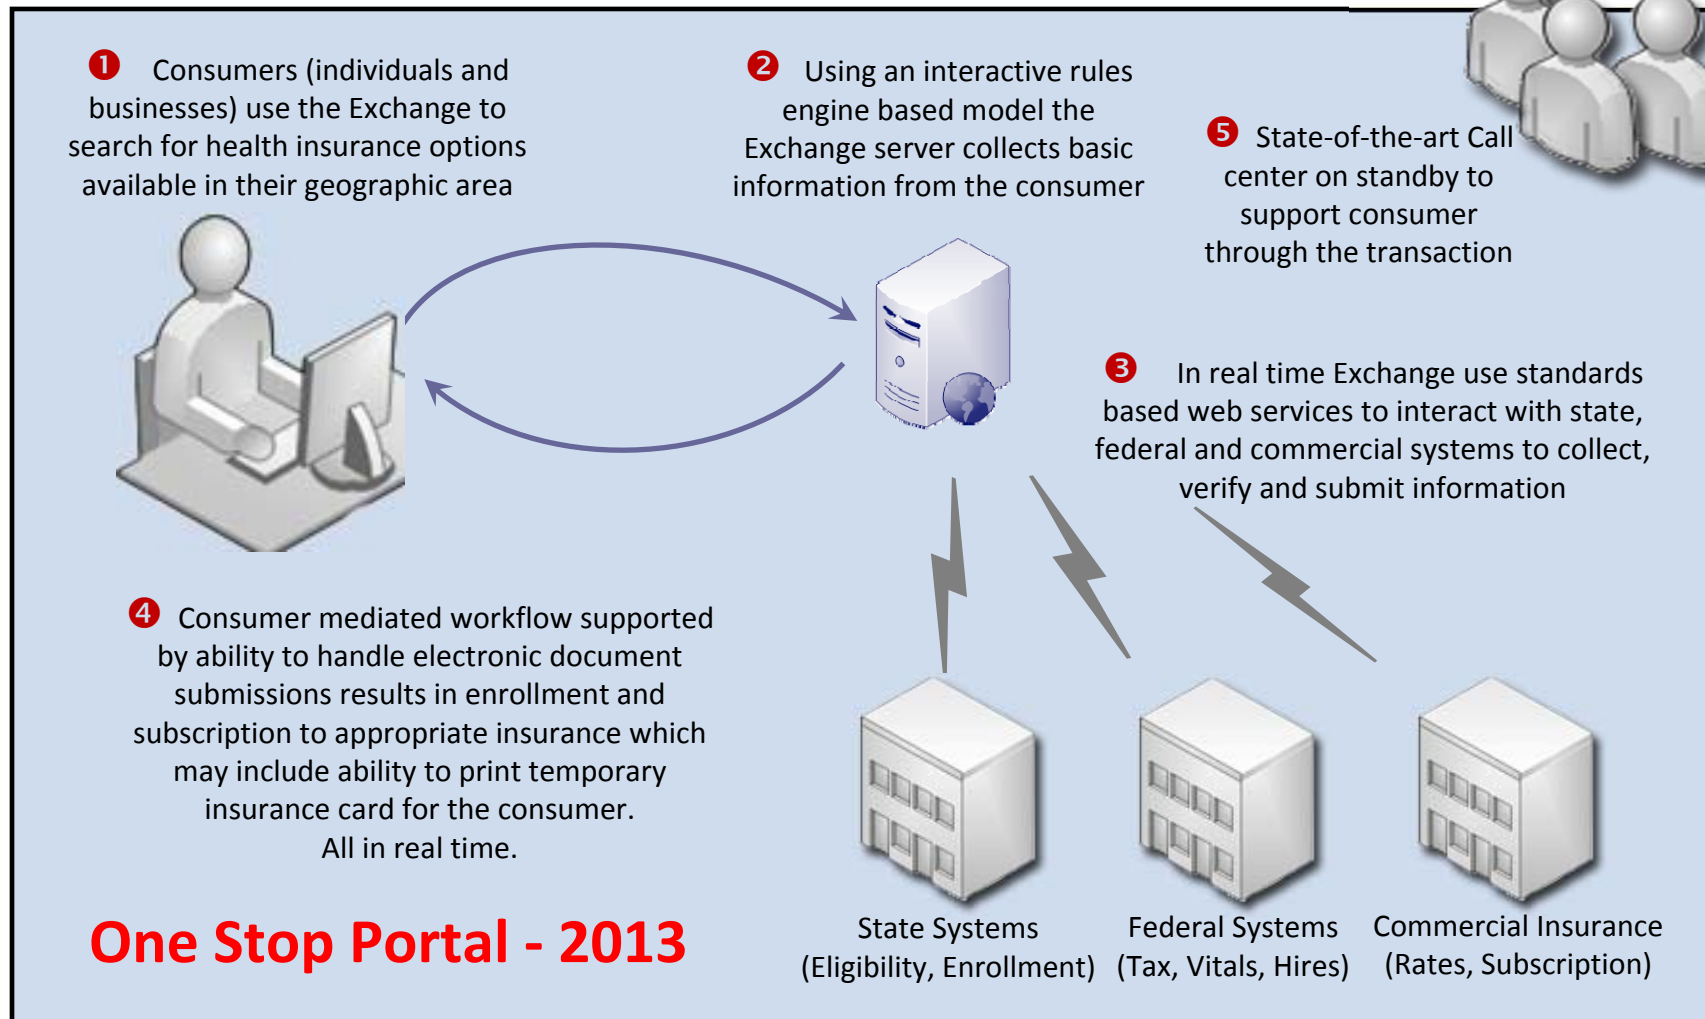 ❶ Consumers (individuals and
businesses) use the Exchange to
search for health insurance options
available in their geographic area
❷ Using an interactive rules
engine based model the
Exchange server collects basic
information from the consumer
❺ State-of-the-art Call
center on standby to
support consumer
through the transaction
❸ In real time Exchange use standards
based web services to interact with state,
federal and commercial systems to collect,
verify and submit information
❹ Consumer mediated workflow supported
by ability to handle electronic document
submissions results in enrollment and
subscription to appropriate insurance which
may include ability to print temporary
insurance card for the consumer.
All in real time.
State Systems
(Eligibility, Enrollment)
Federal Systems
(Tax, Vitals, Hires)
Commercial Insurance
(Rates, Subscription)
One Stop Portal - 2013